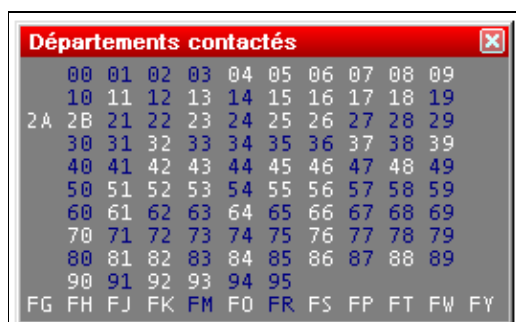 Départements contactés
00 01 02 03 04 05 06 07 08 09
10 11 12 13 14 15 16 17 18 19
2A 2B 21 22 23 24 25 26 27 28 29
30 31 32 33 34 35 36 37 38 39
40 41 42 43 44 45 46 47 48 49
50 51 52 53 54 55 56 57 58 59
60 61 62 63 64 65 66 67 68 69
70 71 72 73 74 75 76 77 78 79
80 81 82 83 84 85 86 87 88 89
90 91 92 93 94 95
FG FH FJ FK FM FO FR FS FP FT FW FY